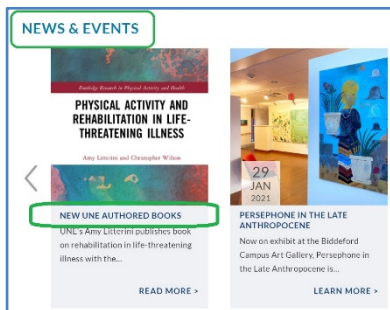 NEWS & EVENTS
Routledge Research in Physical Activity and Health
PHYSICAL ACTIVITY AND
REHABILITATION IN LIFE-
THREATENING ILLNESS
Amy Litterini and Christopher Wilson
NEW UNE AUTHORED BOOKS
UNE's Amy Litterini publishes book
on rehabilitation in life-threatening
illness with the...
READ MORE >
29
JAN
2021
PERSEPHONE IN THE LATE
ANTHROPOCENE
Now on exhibit at the Biddeford
Campus Art Gallery, Persephone in
the Late Anthropocene is...
LEARN MORE >